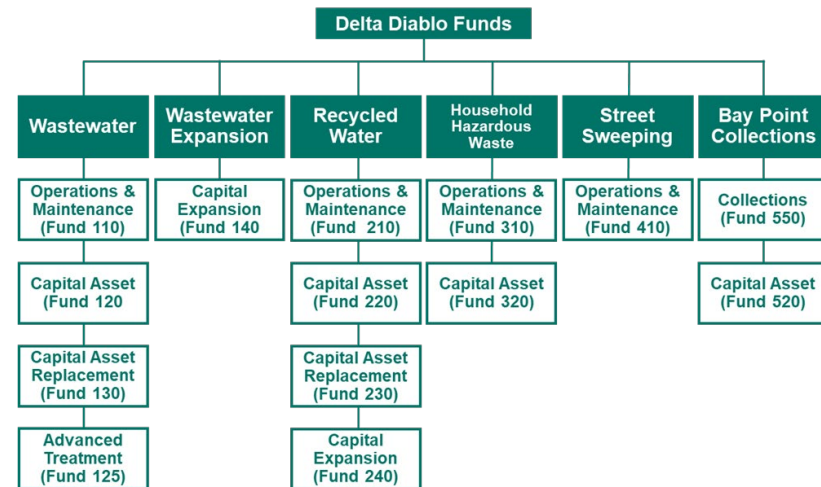 Delta Diablo Funds
Wastewater
Wastewater
Expansion
Recycled
Water
Household
Hazardous
Waste
Street
Sweeping
Bay Point
Collections
Operations &
Maintenance
(Fund 110)
Capital
Expansion
(Fund 140
Operations &
Maintenance
(Fund 210)
Operations &
Maintenance
(Fund 310)
Operations &
Maintenance
(Fund 410)
Collections
(Fund 550)
Capital Asset
(Fund 120
Capital Asset
(Fund 220)
Capital Asset
(Fund 320)
Capital Asset
(Fund 520)
Capital Asset
Replacement
(Fund 130)
Capital Asset
Replacement
(Fund 230)
Advanced
Treatment
(Fund 125)
Capital
Expansion
(Fund 240)